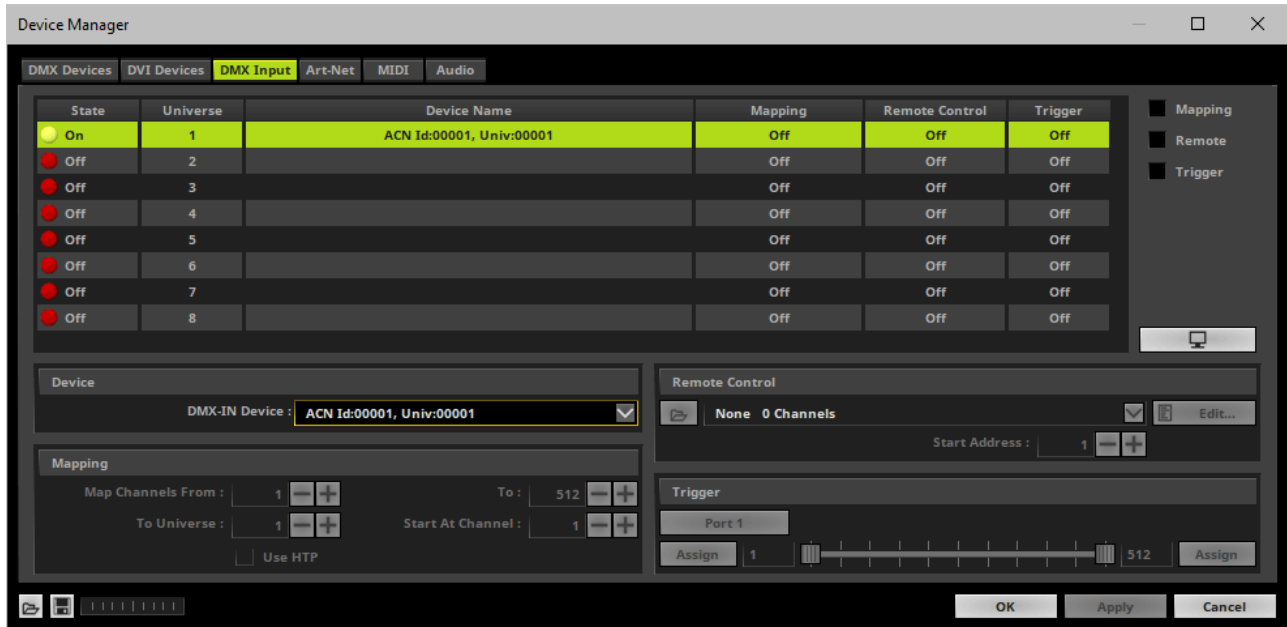 Device Manager
DMX Devices DVI Devices DMX Input Art-Net MIDI Audio
State Universe Device Name Mapping Remote Control Trigger
On 1 ACN Id:00001, Univ:00001 Off Off Off
Off 2 Off Off Off
Off 3 Off Off Off
Off 4 Off Off Off
Off 5 Off Off Off
Off 6 Off Off Off
Off 7 Off Off Off
Off 8 Off Off Off
Mapping
Remote
Trigger
Device
DMX-IN Device : ACN Id:00001, Univ:00001
Mapping
Map Channels From : 1 To : 512
To Universe : 1 Start At Channel : 1
Use HTP
Remote Control
None 0 Channels Edit...
Start Address : 1
Trigger
Port 1
Assign 1 512 Assign
OK Apply Cancel